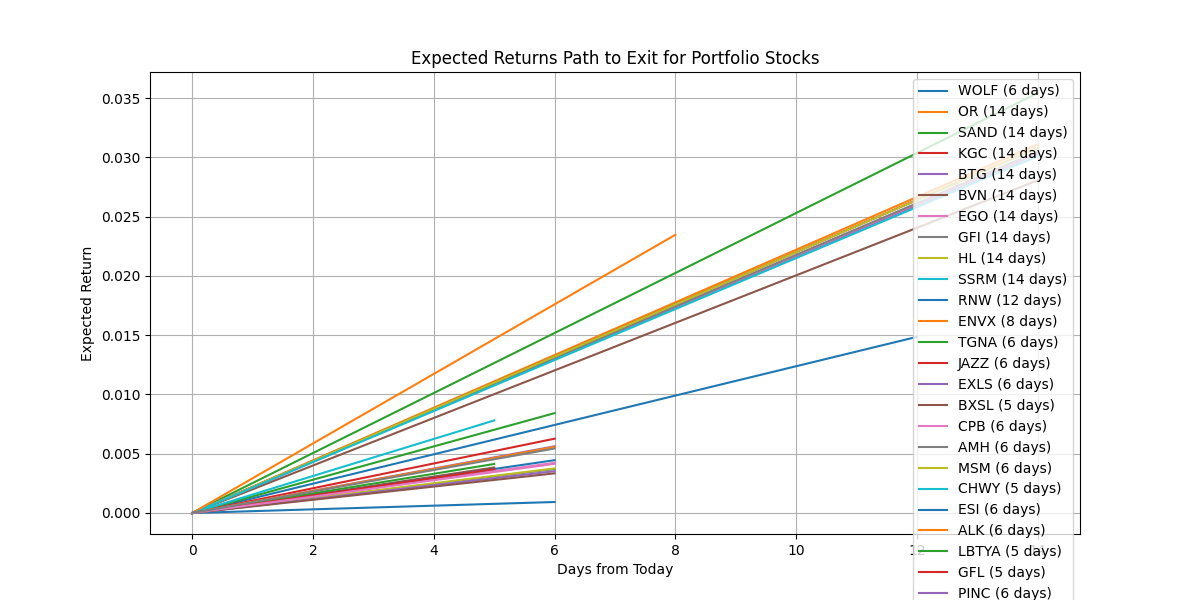 Expected Returns Path to Exit for Portfolio Stocks
Expected Return
0.035
0.030
0.025
0.020
0.015
0.010
0.005
0.000
0 2 4 6 8 10 12
Days from Today
WOLF (6 days)
OR (14 days)
SAND (14 days)
KGC (14 days)
BTG (14 days)
BVN (14 days)
EGO (14 days)
GFI (14 days)
HL (14 days)
SSRM (14 days)
RNW (12 days)
ENVX (8 days)
TGNA (6 days)
JAZZ (6 days)
EXLS (6 days)
BXSL (5 days)
CPB (6 days)
AMH (6 days)
MSM (6 days)
CHWY (5 days)
ESI (6 days)
ALK (6 days)
LBTYA (5 days)
GFL (5 days)
PINC (6 days)